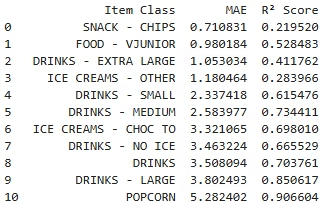 Item Class MAE R² Score
0 SNACK - CHIPS 0.710831 0.219520
1 FOOD - VJUNIOR 0.980184 0.528483
2 DRINKS - EXTRA LARGE 1.053034 0.411762
3 ICE CREAMS - OTHER 1.180464 0.283966
4 DRINKS - SMALL 2.337418 0.615476
5 DRINKS - MEDIUM 2.583977 0.734411
6 ICE CREAMS - CHOC TO 3.321065 0.698010
7 DRINKS - NO ICE 3.463224 0.665529
8 DRINKS 3.508094 0.703761
9 DRINKS - LARGE 3.802493 0.850617
10 POPCORN 5.282402 0.906604